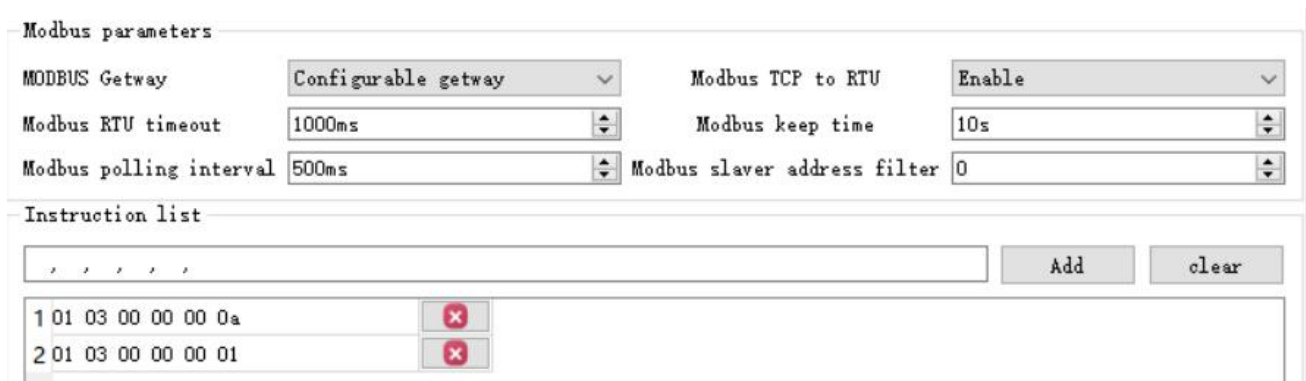 Modbus parameters
MODBUS Getway Configurable getway Modbus TCP to RTU Enable
Modbus RTU timeout 1000ms Modbus keep time 10s
Modbus polling interval 500ms Modbus slaver address filter 0
Instruction list
, , , , , Add clear
1 01 03 00 00 00 0a
2 01 03 00 00 00 01